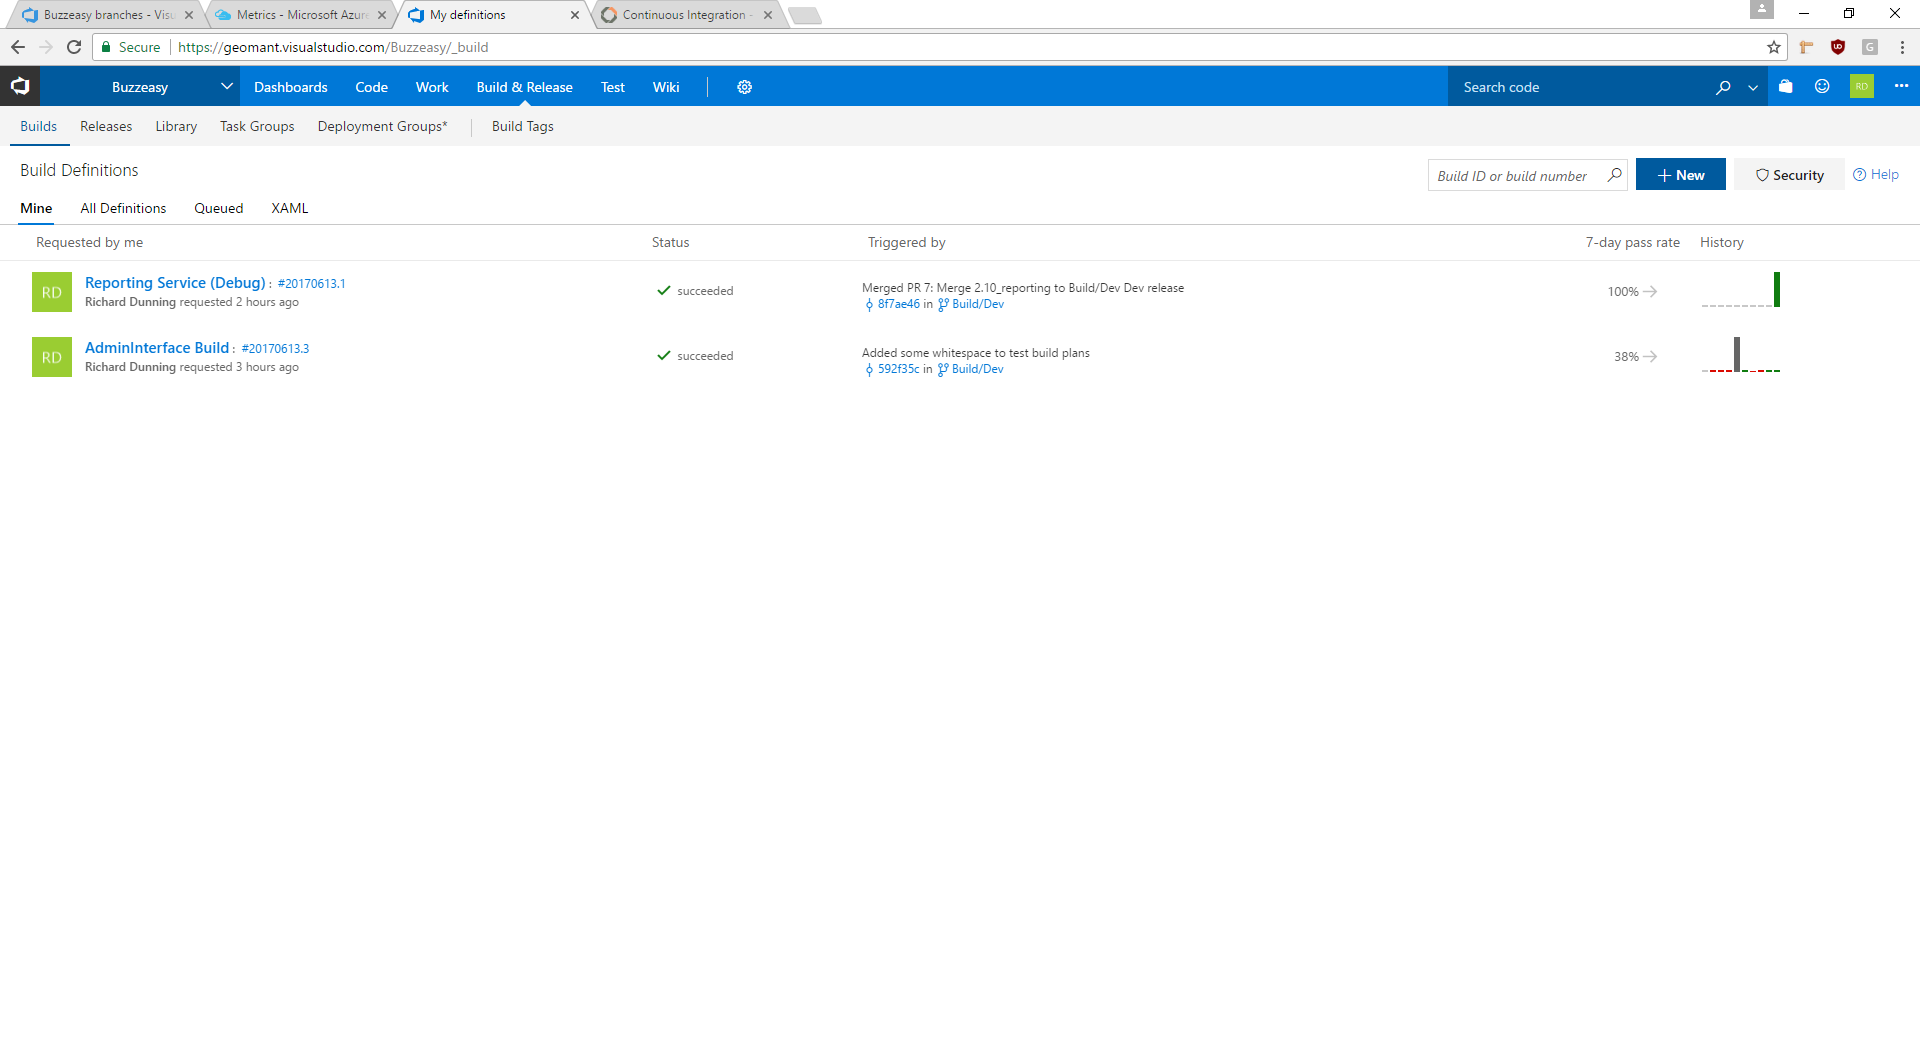 Buzzeasy branches - Visu
Metrics - Microsoft Azure
My definitions
Continuous Integration -
Secure
https://geomant.visualstudio.com/Buzzeasy/_build
Buzzeasy
Dashboards
Code
Work
Build & Release
Test
Wiki
Search code
RD
Builds
Releases
Library
Task Groups
Deployment Groups*
Build Tags
Build Definitions
Build ID or build number
New
Security
Help
Mine
All Definitions
Queued
XAML
Requested by me
Status
Triggered by
7-day pass rate
History
RD
Reporting Service (Debug) : #20170613.1
Richard Dunning requested 2 hours ago
succeeded
Merged PR 7: Merge 2.10_reporting to Build/Dev Dev release
8f7ae46 in Build/Dev
100%
RD
AdminInterface Build : #20170613.3
Richard Dunning requested 3 hours ago
succeeded
Added some whitespace to test build plans
592f35c in Build/Dev
38%